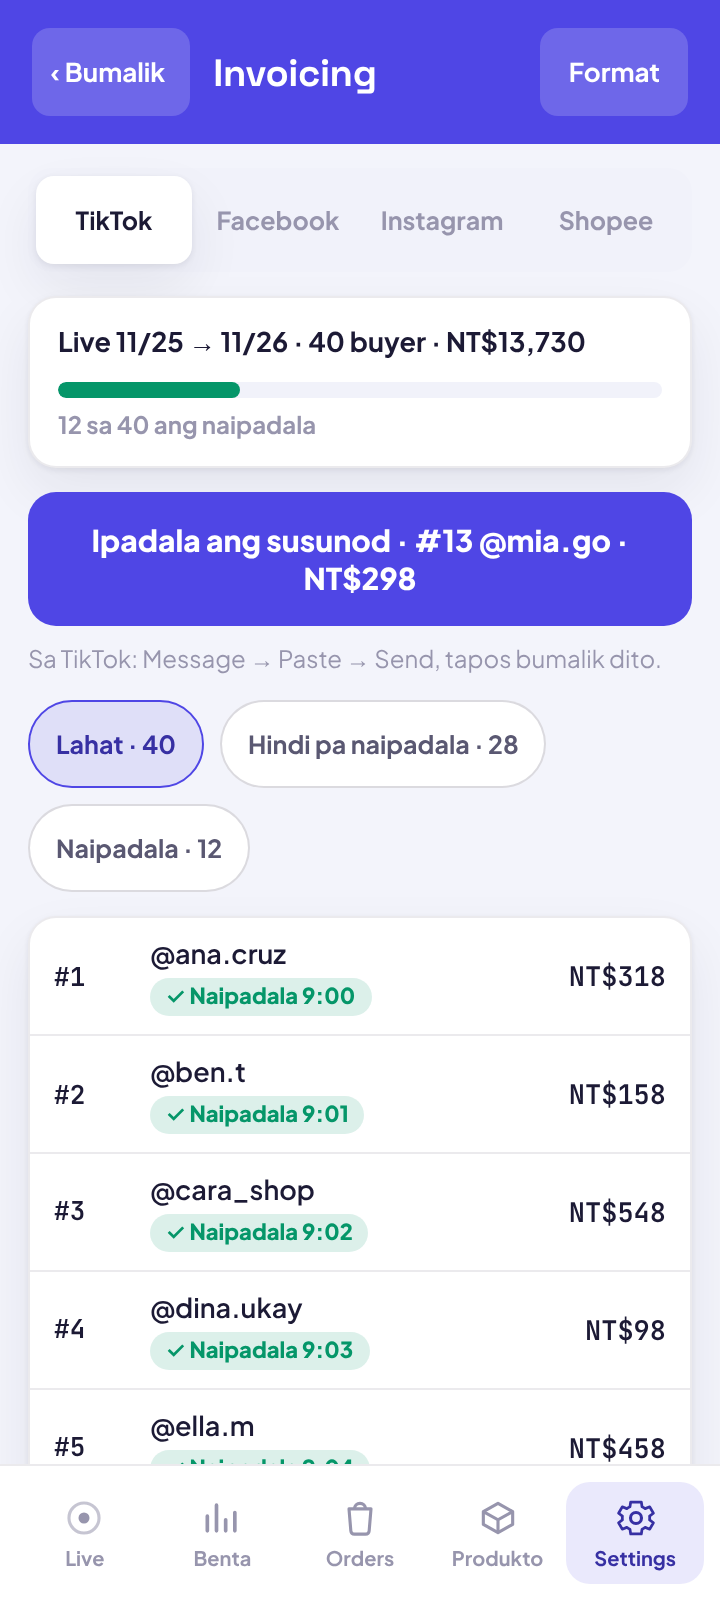 ‹ Bumalik
Invoicing
Format
TikTok
Facebook
Instagram
Shopee
Live 11/25 → 11/26 · 40 buyer · NT$13,730
12 sa 40 ang naipadala
Ipadala ang susunod · #13 @mia.go ·
NT$298
Sa TikTok: Message → Paste → Send, tapos bumalik dito.
Lahat · 40
Hindi pa naipadala · 28
Naipadala · 12
#1
@ana.cruz
✓ Naipadala 9:00
NT$318
#2
@ben.t
✓ Naipadala 9:01
NT$158
#3
@cara_shop
✓ Naipadala 9:02
NT$548
#4
@dina.ukay
✓ Naipadala 9:03
NT$98
#5
@ella.m
NT$458
Live
Benta
Orders
Produkto
Settings